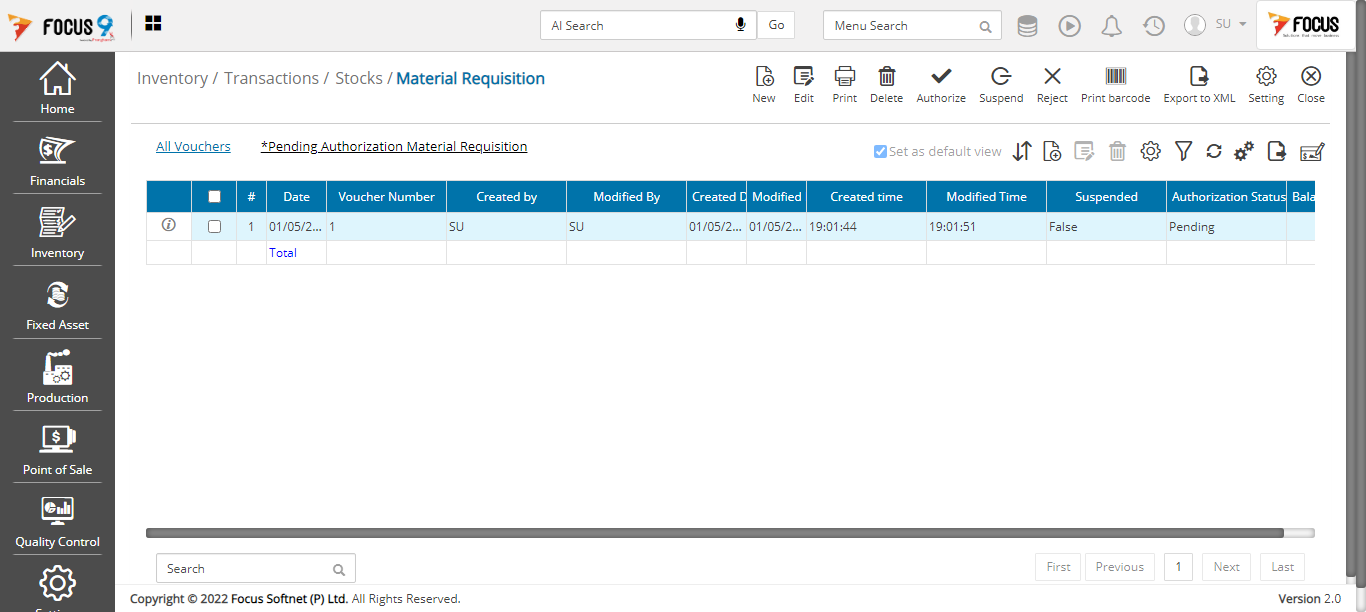 FOCUS 9
AI Search
Go
Menu Search
SU
FOCUS
Home
Financials
Inventory
Fixed Asset
Production
Point of Sale
Quality Control
Inventory / Transactions / Stocks / Material Requisition
New Edit Print Delete Authorize Suspend Reject Print barcode Export to XML Setting Close
All Vouchers *Pending Authorization Material Requisition Set as default view
# Date Voucher Number Created by Modified By Created D Modified Created time Modified Time Suspended Authorization Status Bala
1 01/05/2... 1 SU SU 01/05/2... 01/05/2... 19:01:44 19:01:51 False Pending
Total
Search
First Previous 1 Next Last
Copyright © 2022 Focus Softnet (P) Ltd. All Rights Reserved. Version 2.0